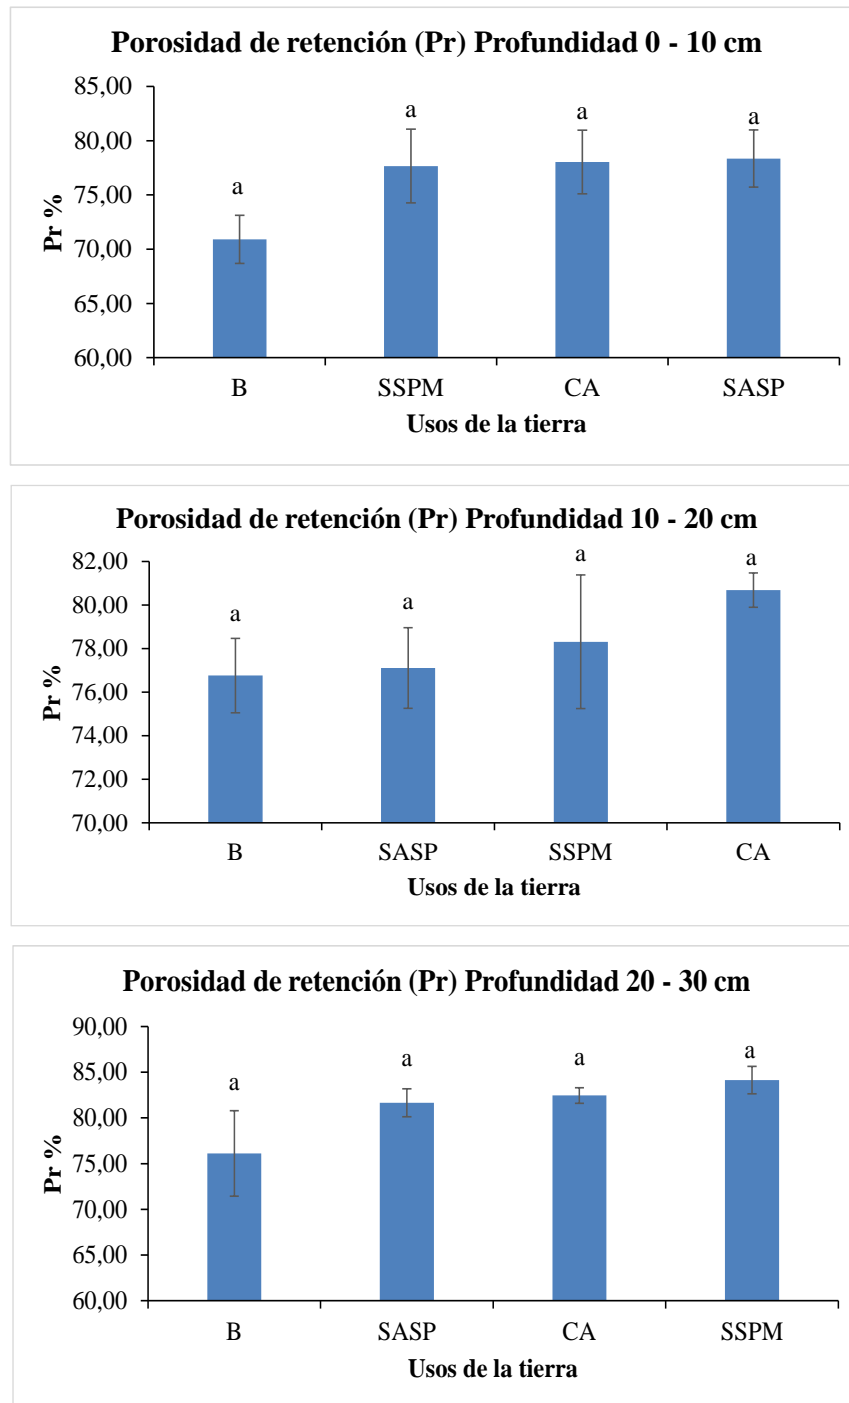 Porosidad de retención (Pr) Profundidad 0 - 10 cm
85,00
80,00
75,00
70,00
65,00
60,00
Pr %
a
a
a
a
B
SSPM
CA
SASP
Usos de la tierra
Porosidad de retención (Pr) Profundidad 10 - 20 cm
82,00
80,00
78,00
76,00
74,00
72,00
70,00
Pr %
a
a
a
a
B
SASP
SSPM
CA
Usos de la tierra
Porosidad de retención (Pr) Profundidad 20 - 30 cm
90,00
85,00
80,00
75,00
70,00
65,00
60,00
Pr %
a
a
a
a
B
SASP
CA
SSPM
Usos de la tierra